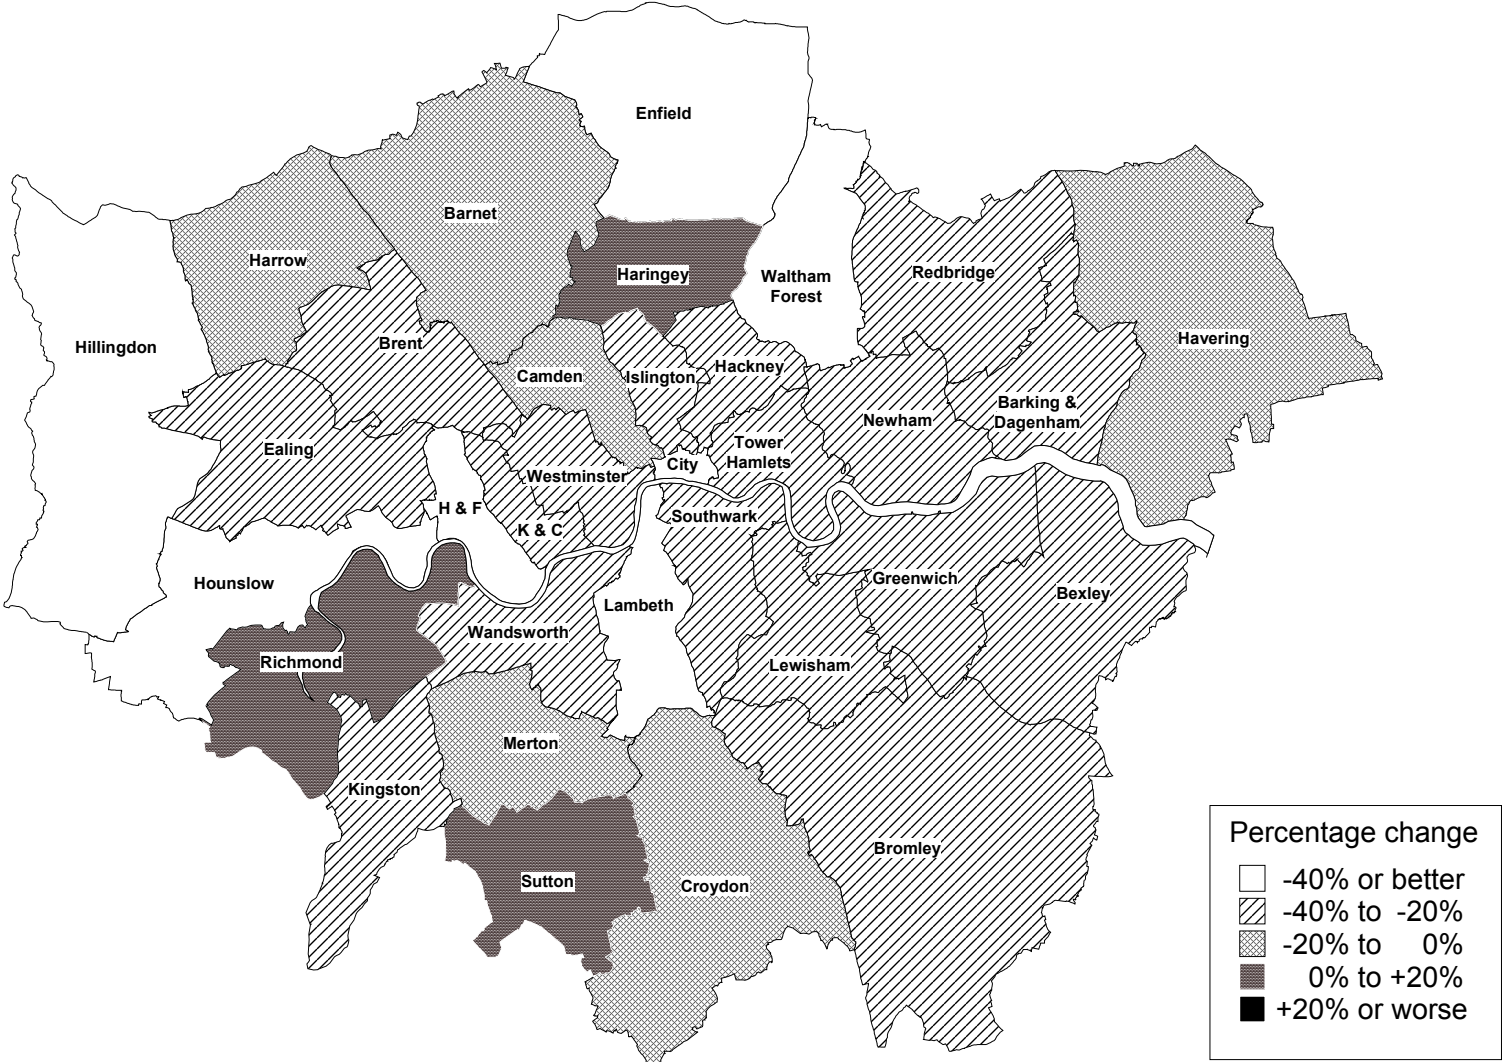 Enfield
Barnet
Harrow
Haringey
Waltham
Forest
Redbridge
Havering
Hillingdon
Brent
Camden
Islington
Hackney
Barking &
Dagenham
Newham
Ealing
Tower
Hamlets
City
Westminster
H & F
K & C
Southwark
Hounslow
Lambeth
Greenwich
Bexley
Wandsworth
Richmond
Lewisham
Merton
Kingston
Bromley
Sutton
Croydon
Percentage change
-40% or better
-40% to -20%
-20% to 0%
0% to +20%
+20% or worse